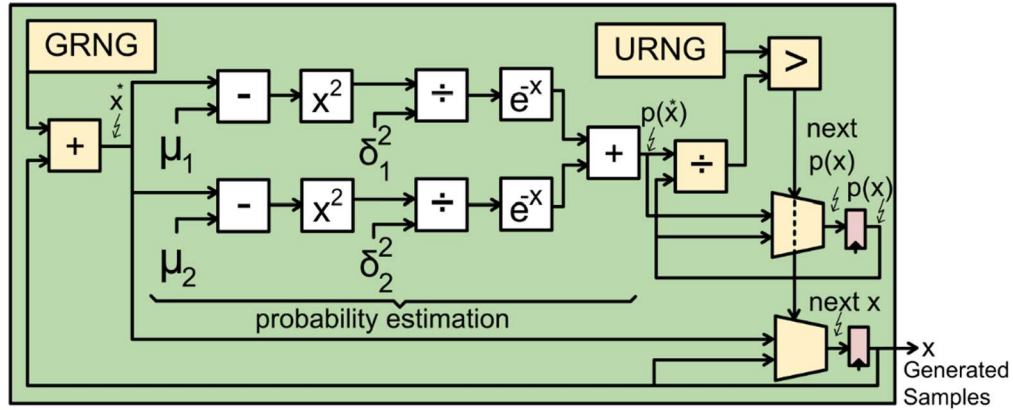 GRNG
URNG
>
x*
-
x²
÷
e⁻ˣ
p(x*)
+
μ₁
δ₁²
+
÷
next
p(x)
p(x)
-
x²
÷
e⁻ˣ
μ₂
δ₂²
probability estimation
next x
x
Generated
Samples